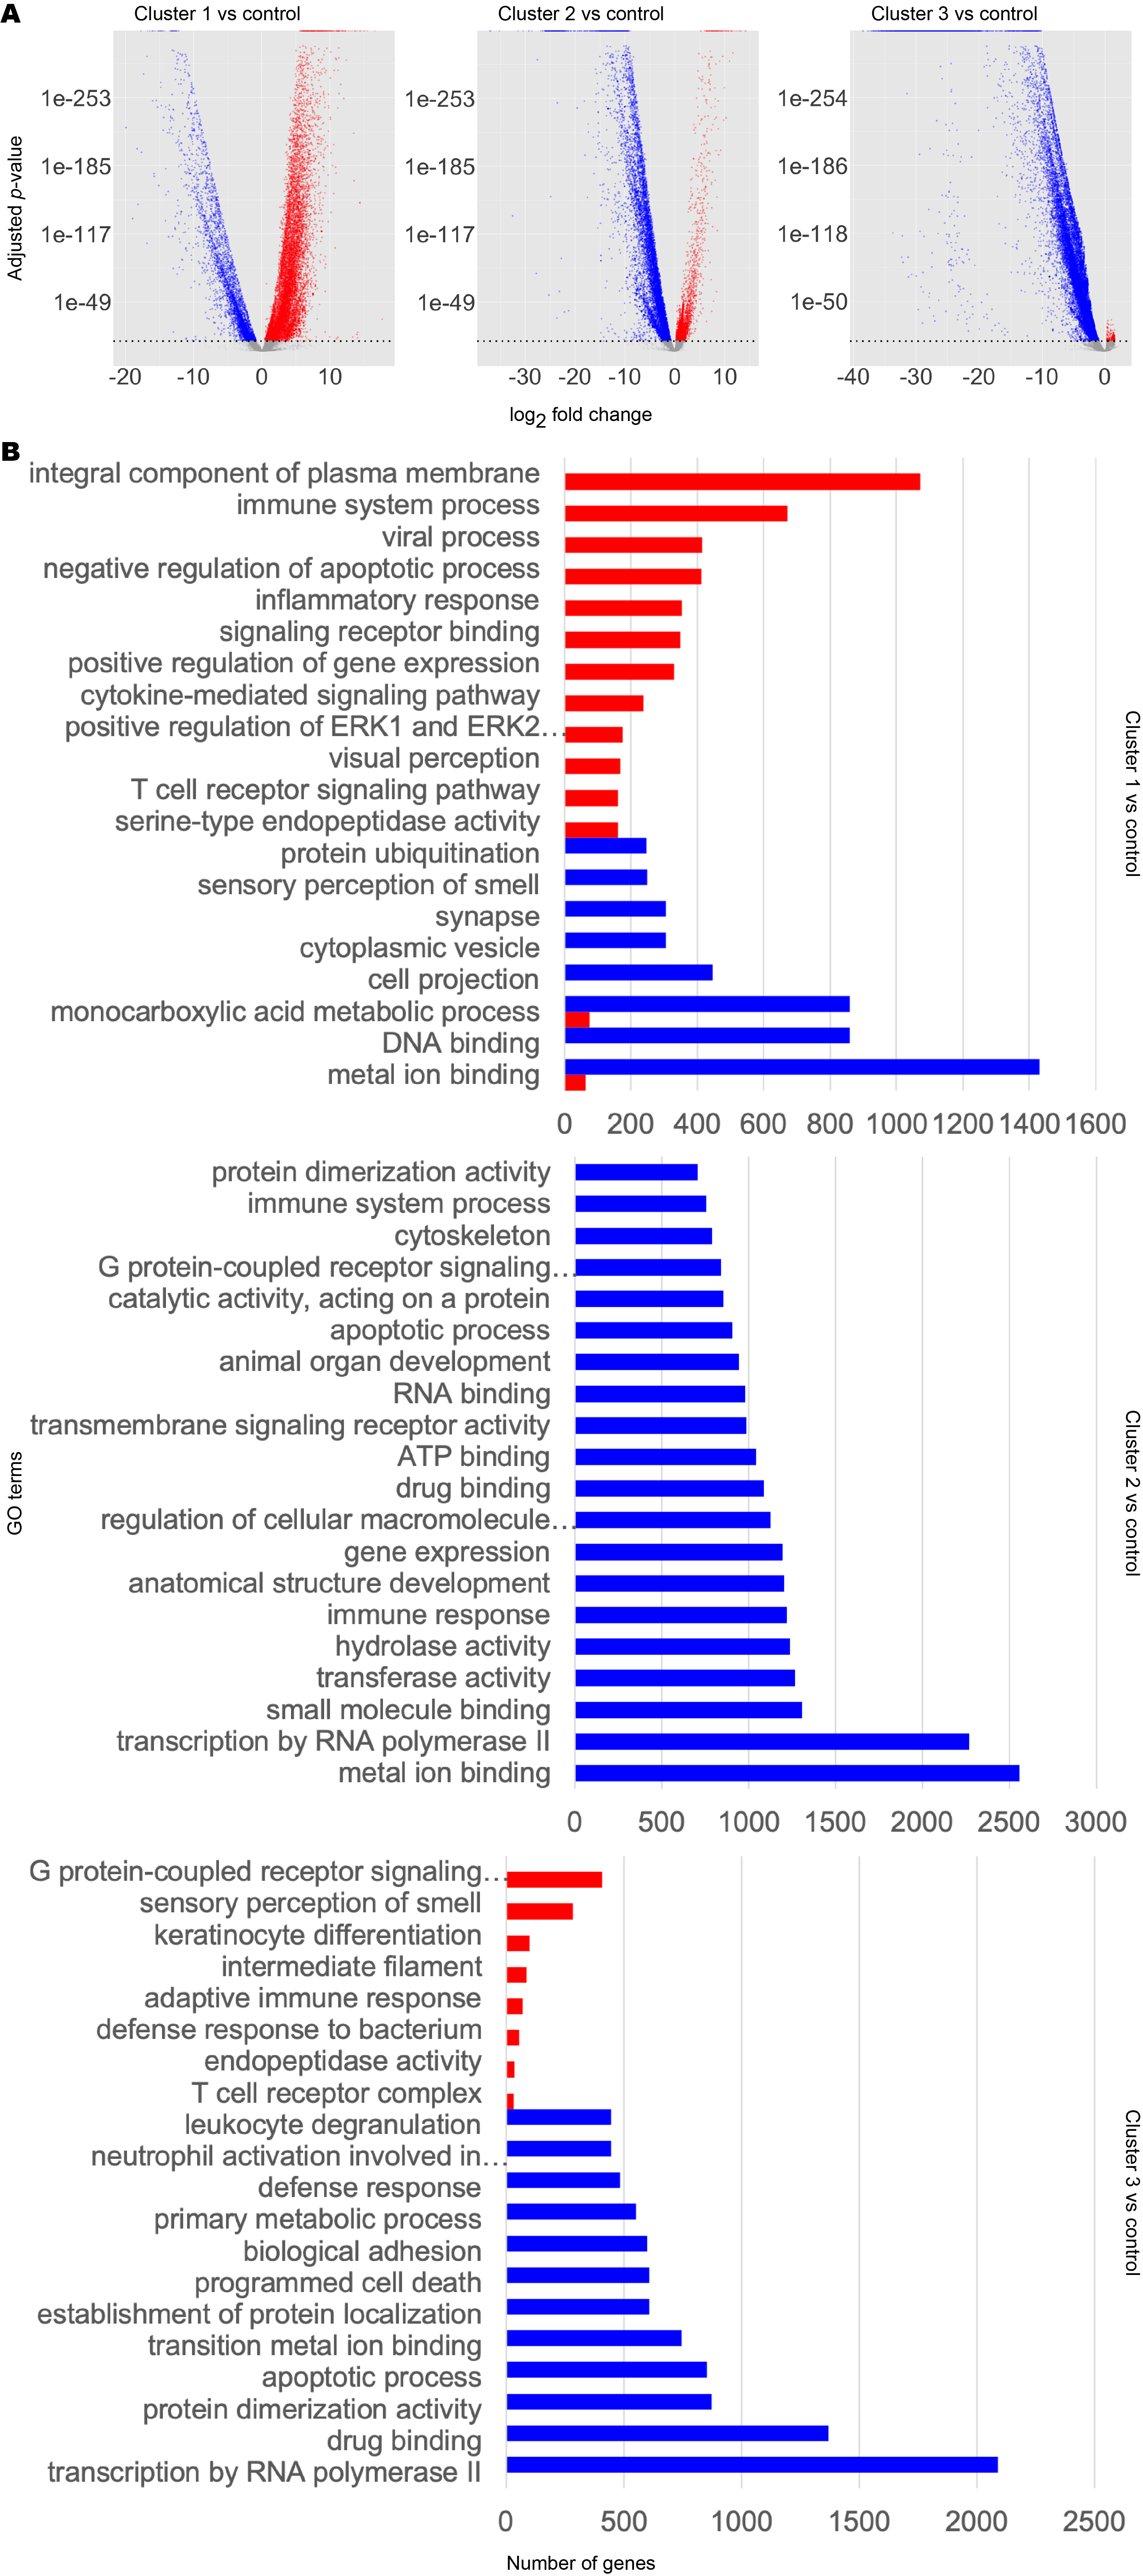 A
Cluster 1 vs control
Cluster 2 vs control
Cluster 3 vs control
Adjusted p-value
1e-253
1e-185
1e-117
1e-49
1e-253
1e-185
1e-117
1e-49
1e-254
1e-186
1e-118
1e-50
-20 -10 0 10
-30 -20 -10 0 10
-40 -30 -20 -10 0
log2 fold change
B
integral component of plasma membrane
immune system process
viral process
negative regulation of apoptotic process
inflammatory response
signaling receptor binding
positive regulation of gene expression
cytokine-mediated signaling pathway
positive regulation of ERK1 and ERK2…
visual perception
T cell receptor signaling pathway
serine-type endopeptidase activity
protein ubiquitination
sensory perception of smell
synapse
cytoplasmic vesicle
cell projection
monocarboxylic acid metabolic process
DNA binding
metal ion binding
0 200 400 600 800 1000 1200 1400 1600
Cluster 1 vs control
protein dimerization activity
immune system process
cytoskeleton
G protein-coupled receptor signaling…
catalytic activity, acting on a protein
apoptotic process
animal organ development
RNA binding
transmembrane signaling receptor activity
ATP binding
drug binding
regulation of cellular macromolecule…
gene expression
anatomical structure development
immune response
hydrolase activity
transferase activity
small molecule binding
transcription by RNA polymerase II
metal ion binding
0 500 1000 1500 2000 2500 3000
GO terms
Cluster 2 vs control
G protein-coupled receptor signaling…
sensory perception of smell
keratinocyte differentiation
intermediate filament
adaptive immune response
defense response to bacterium
endopeptidase activity
T cell receptor complex
leukocyte degranulation
neutrophil activation involved in…
defense response
primary metabolic process
biological adhesion
programmed cell death
establishment of protein localization
transition metal ion binding
apoptotic process
protein dimerization activity
drug binding
transcription by RNA polymerase II
0 500 1000 1500 2000 2500
Cluster 3 vs control
Number of genes